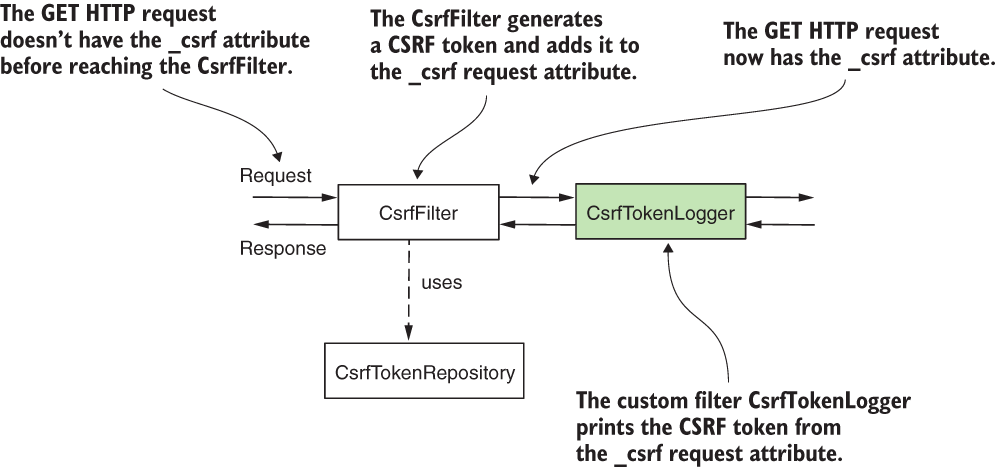 The GET HTTP request
doesn’t have the _csrf attribute
before reaching the CsrfFilter.
The CsrfFilter generates
a CSRF token and adds it to
the _csrf request attribute.
The GET HTTP request
now has the _csrf attribute.
Request
CsrfFilter
CsrfTokenLogger
Response
uses
CsrfTokenRepository
The custom filter CsrfTokenLogger
prints the CSRF token from
the _csrf request attribute.